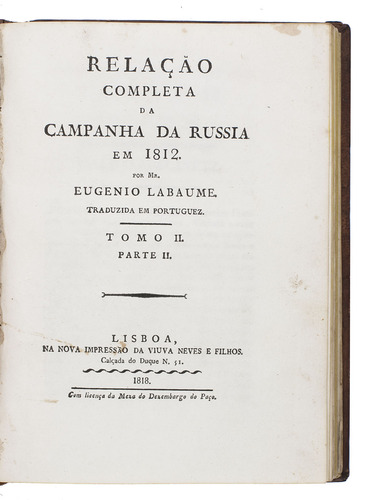 RELAÇÃO
COMPLETA
DA
CAMPANHA DA RUSSIA
EM 1812.
POR MR.
EUGENIO LABAUME.
TRADUZIDA EM PORTUGUEZ.
TOMO II.
PARTE II.
LISBOA,
NA NOVA IMPRESSÃO DA VIUVA NEVES E FILHOS.
Calçada do Duque N. 51.
1818.
Com licença da Meza do Dezembargo do Paço.